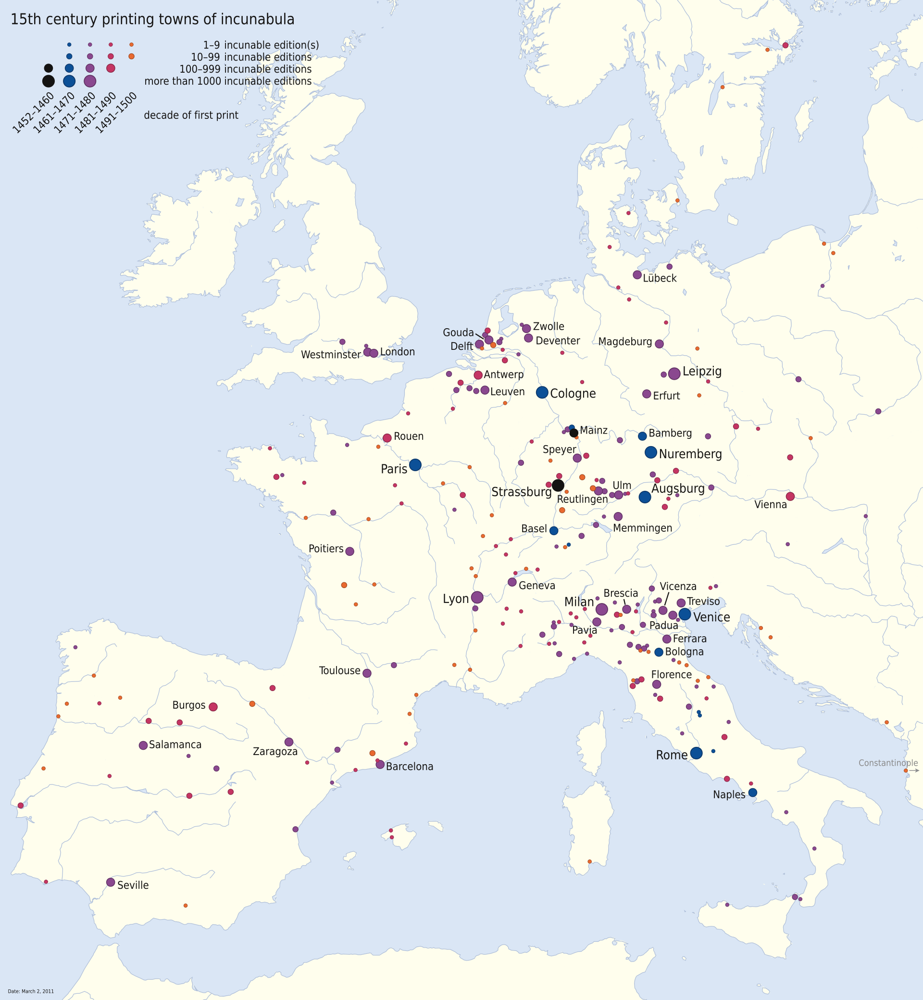 15th century printing towns of incunabula
1–9 incunable edition(s)
10–99 incunable editions
100–999 incunable editions
more than 1000 incunable editions
1452–1460
1461–1470
1471–1480
1481–1490
1491–1500
decade of first print
Lübeck
Zwolle
Gouda
Deventer
Delft
Magdeburg
London
Westminster
Leipzig
Antwerp
Leuven
Cologne
Erfurt
Mainz
Bamberg
Rouen
Speyer
Nuremberg
Paris
Ulm
Augsburg
Strassburg
Reutlingen
Vienna
Basel
Memmingen
Poitiers
Geneva
Vicenza
Brescia
Lyon
Milan
Treviso
Venice
Padua
Pavia
Ferrara
Bologna
Toulouse
Florence
Burgos
Salamanca
Zaragoza
Rome
Constantinople
Barcelona
Naples
Seville
Date: March 2, 2011